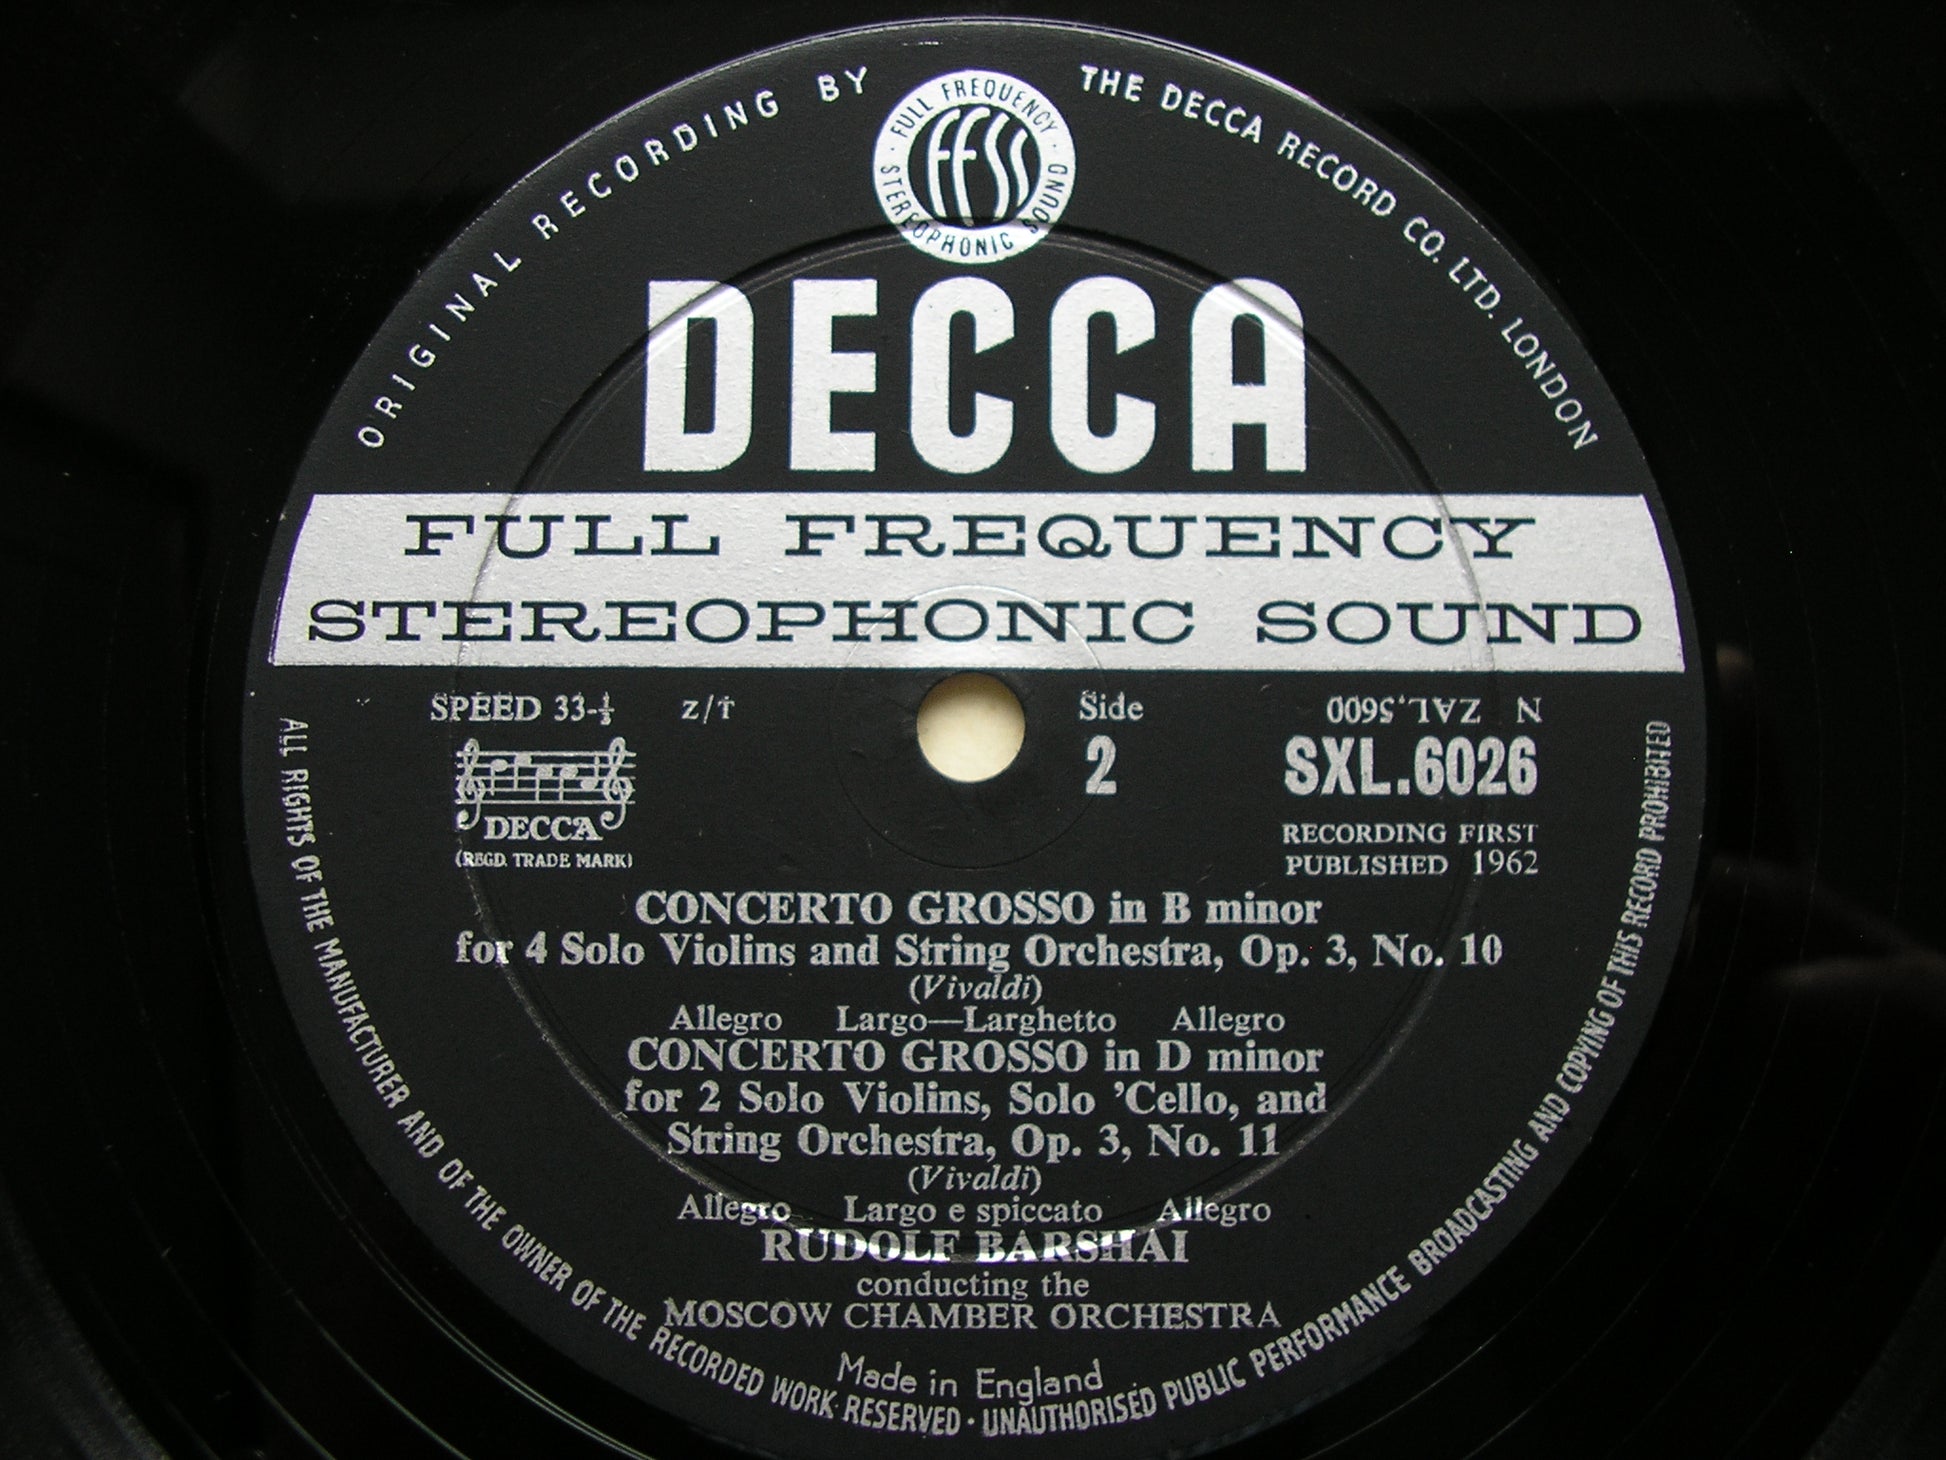 ORIGINAL RECORDING BY THE DECCA RECORD CO. LTD. LONDON
FULL FREQUENCY
FFSS
STEREOPHONIC SOUND
DECCA
FULL FREQUENCY
STEREOPHONIC SOUND
SPEED 33-⅓ Z/T
Side
2
ZAL.5600 N
SXL.6026
RECORDING FIRST
PUBLISHED 1962
DECCA
(REGD. TRADE MARK)
CONCERTO GROSSO in B minor
for 4 Solo Violins and String Orchestra, Op. 3, No. 10
(Vivaldi)
Allegro Largo—Larghetto Allegro
CONCERTO GROSSO in D minor
for 2 Solo Violins, Solo 'Cello, and
String Orchestra, Op. 3, No. 11
(Vivaldi)
Allegro Largo e spiccato Allegro
RUDOLF BARSHAI
conducting the
MOSCOW CHAMBER ORCHESTRA
Made in England
ALL RIGHTS OF THE MANUFACTURER AND OF THE OWNER OF THE RECORDED WORK RESERVED · UNAUTHORISED PUBLIC PERFORMANCE BROADCASTING AND COPYING OF THIS RECORD PROHIBITED